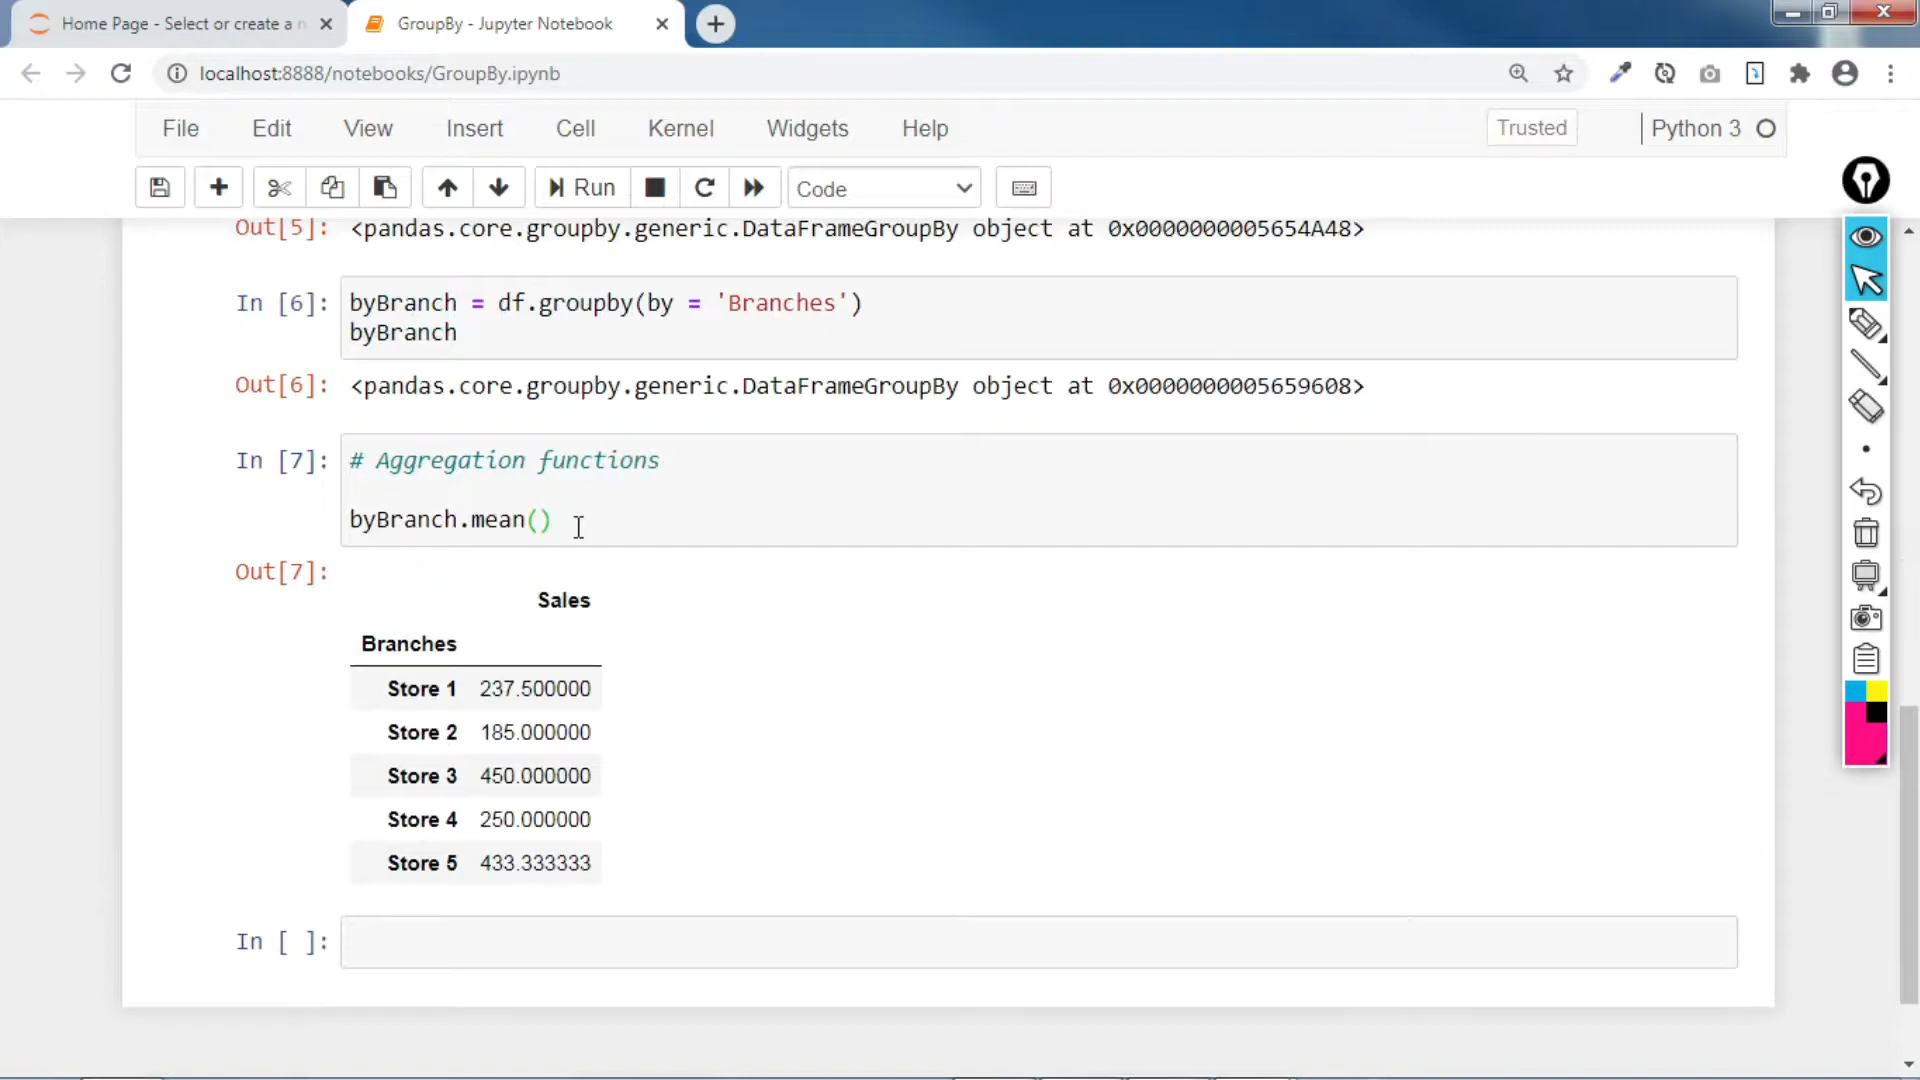 Home Page - Select or create a n
GroupBy - Jupyter Notebook
localhost:8888/notebooks/GroupBy.ipynb
File Edit View Insert Cell Kernel Widgets Help
Trusted
Python 3
Run
Code
Out[5]: <pandas.core.groupby.generic.DataFrameGroupBy object at 0x0000000005654A48>
In [6]: byBranch = df.groupby(by = 'Branches')
byBranch
Out[6]: <pandas.core.groupby.generic.DataFrameGroupBy object at 0x0000000005659608>
In [7]: # Aggregation functions
byBranch.mean()
Out[7]:
Sales
Branches
Store 1 237.500000
Store 2 185.000000
Store 3 450.000000
Store 4 250.000000
Store 5 433.333333
In [ ]: